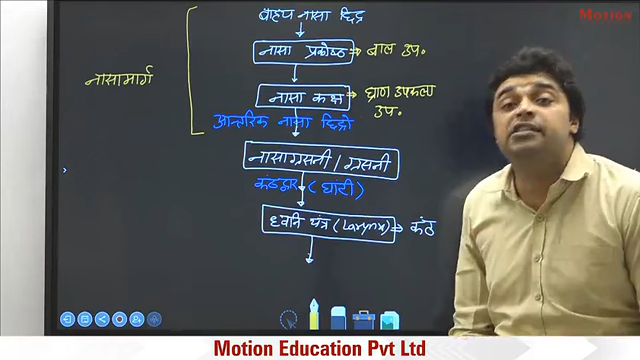 MOTION
बाह्य नासा छिद्र
नासा प्रकोष्ठ → बाल उप॰
नासामार्ग
नासा कक्ष → घ्राण उपकला
उप॰
आन्तरिक नासा छिद्रो
नासाग्रसनी / ग्रसनी
कंठद्वार (घांटी)
ध्वनि यंत्र (Larynx) → कंठ
Motion Education Pvt Ltd